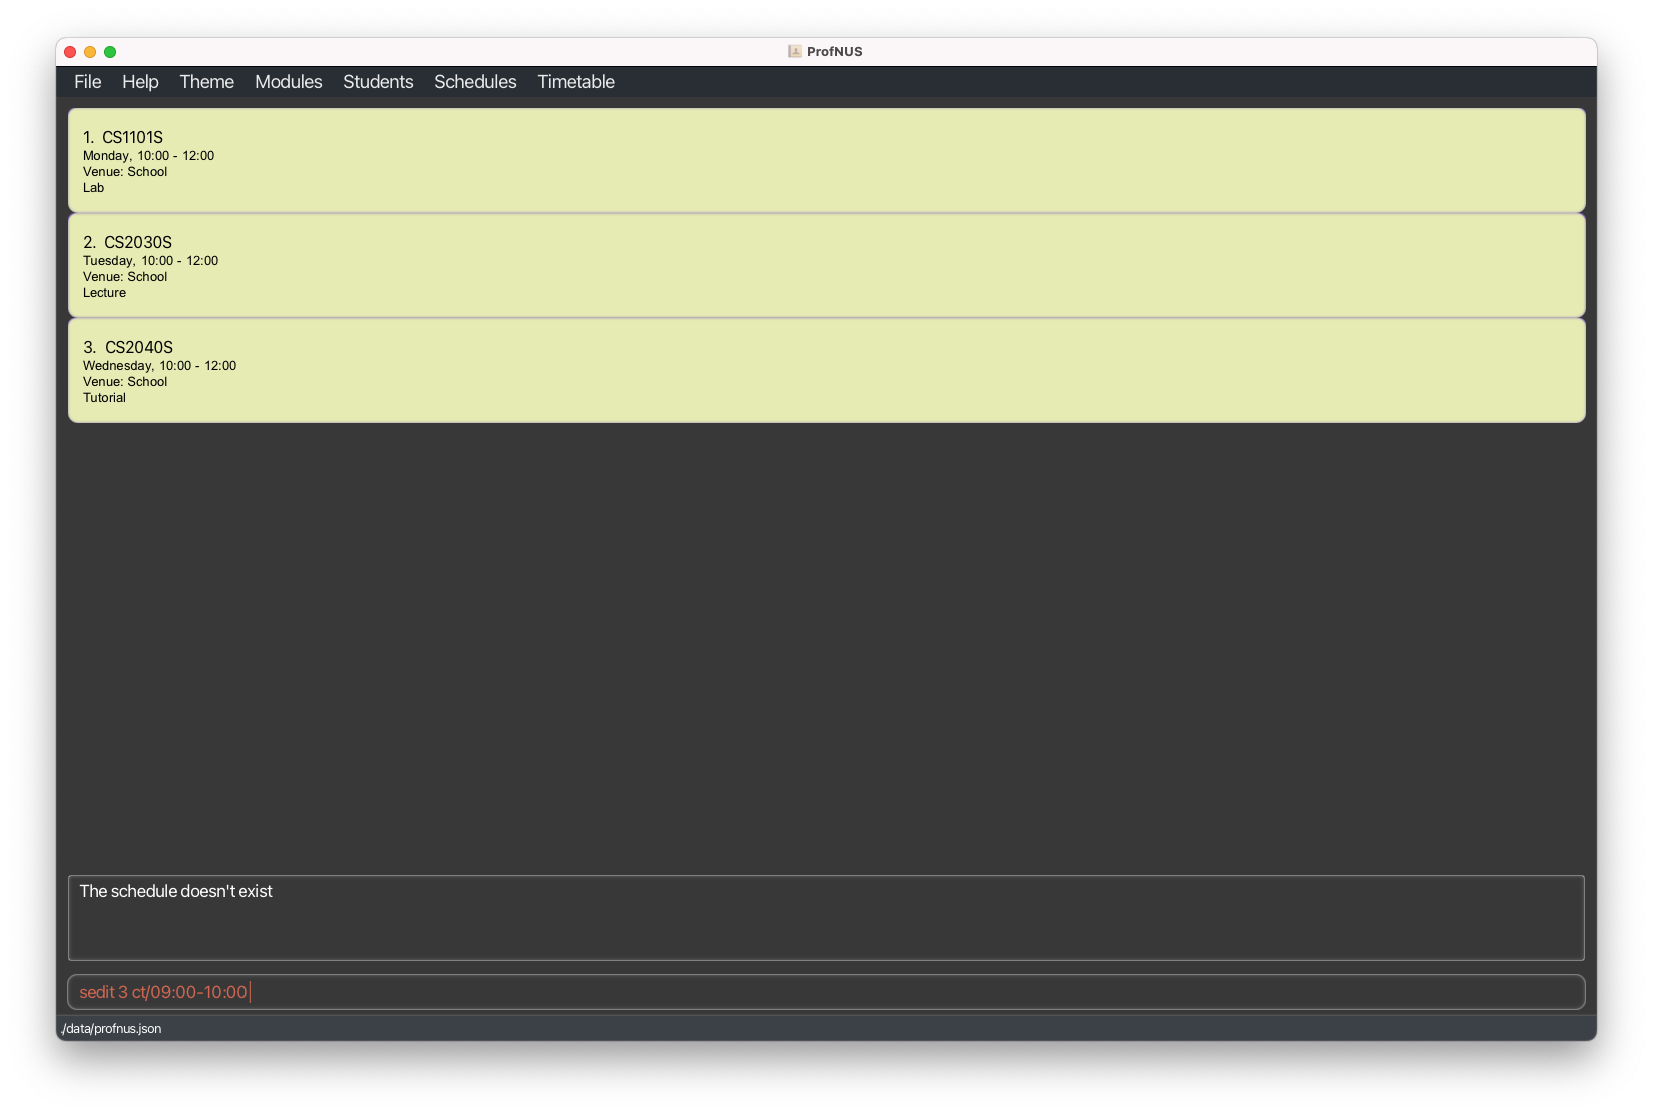 ProfNUS
File Help Theme Modules Students Schedules Timetable
1. CS1101S
Monday, 10:00 - 12:00
Venue: School
Lab
2. CS2030S
Tuesday, 10:00 - 12:00
Venue: School
Lecture
3. CS2040S
Wednesday, 10:00 - 12:00
Venue: School
Tutorial
The schedule doesn't exist
sedit 3 ct/09:00-10:00
./data/profnus.json